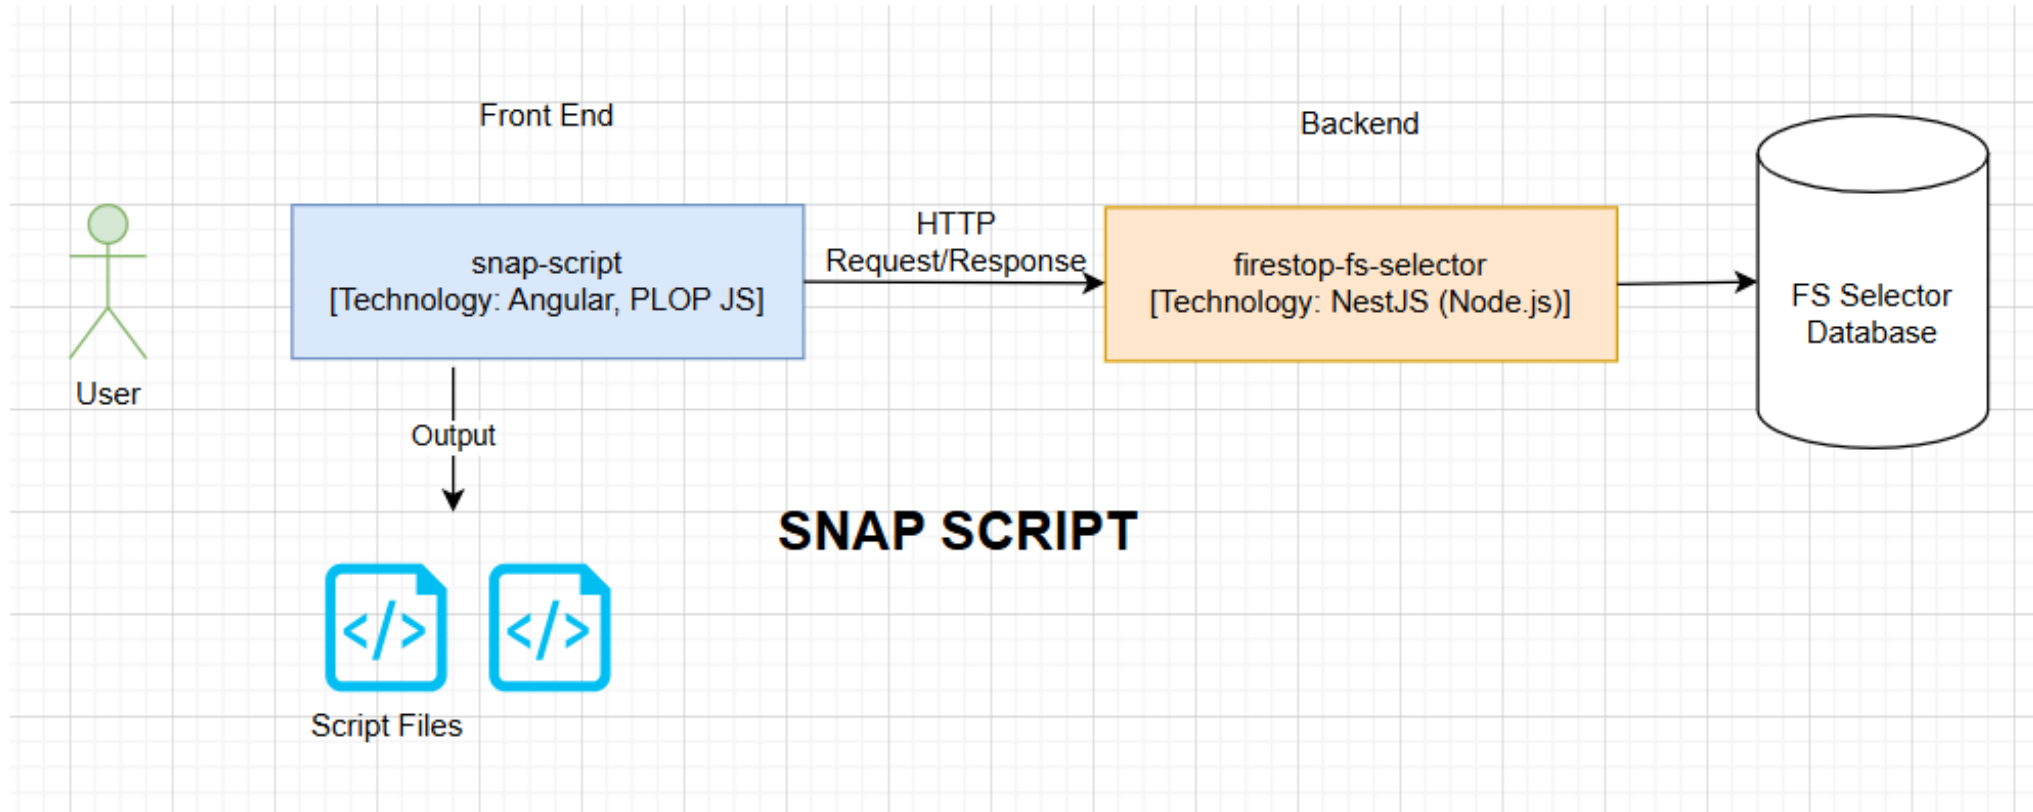 Front End
Backend
snap-script
[Technology: Angular, PLOP JS]
HTTP
Request/Response
firestop-fs-selector
[Technology: NestJS (Node.js)]
FS Selector
Database
User
Output
SNAP SCRIPT
</>
</>
Script Files